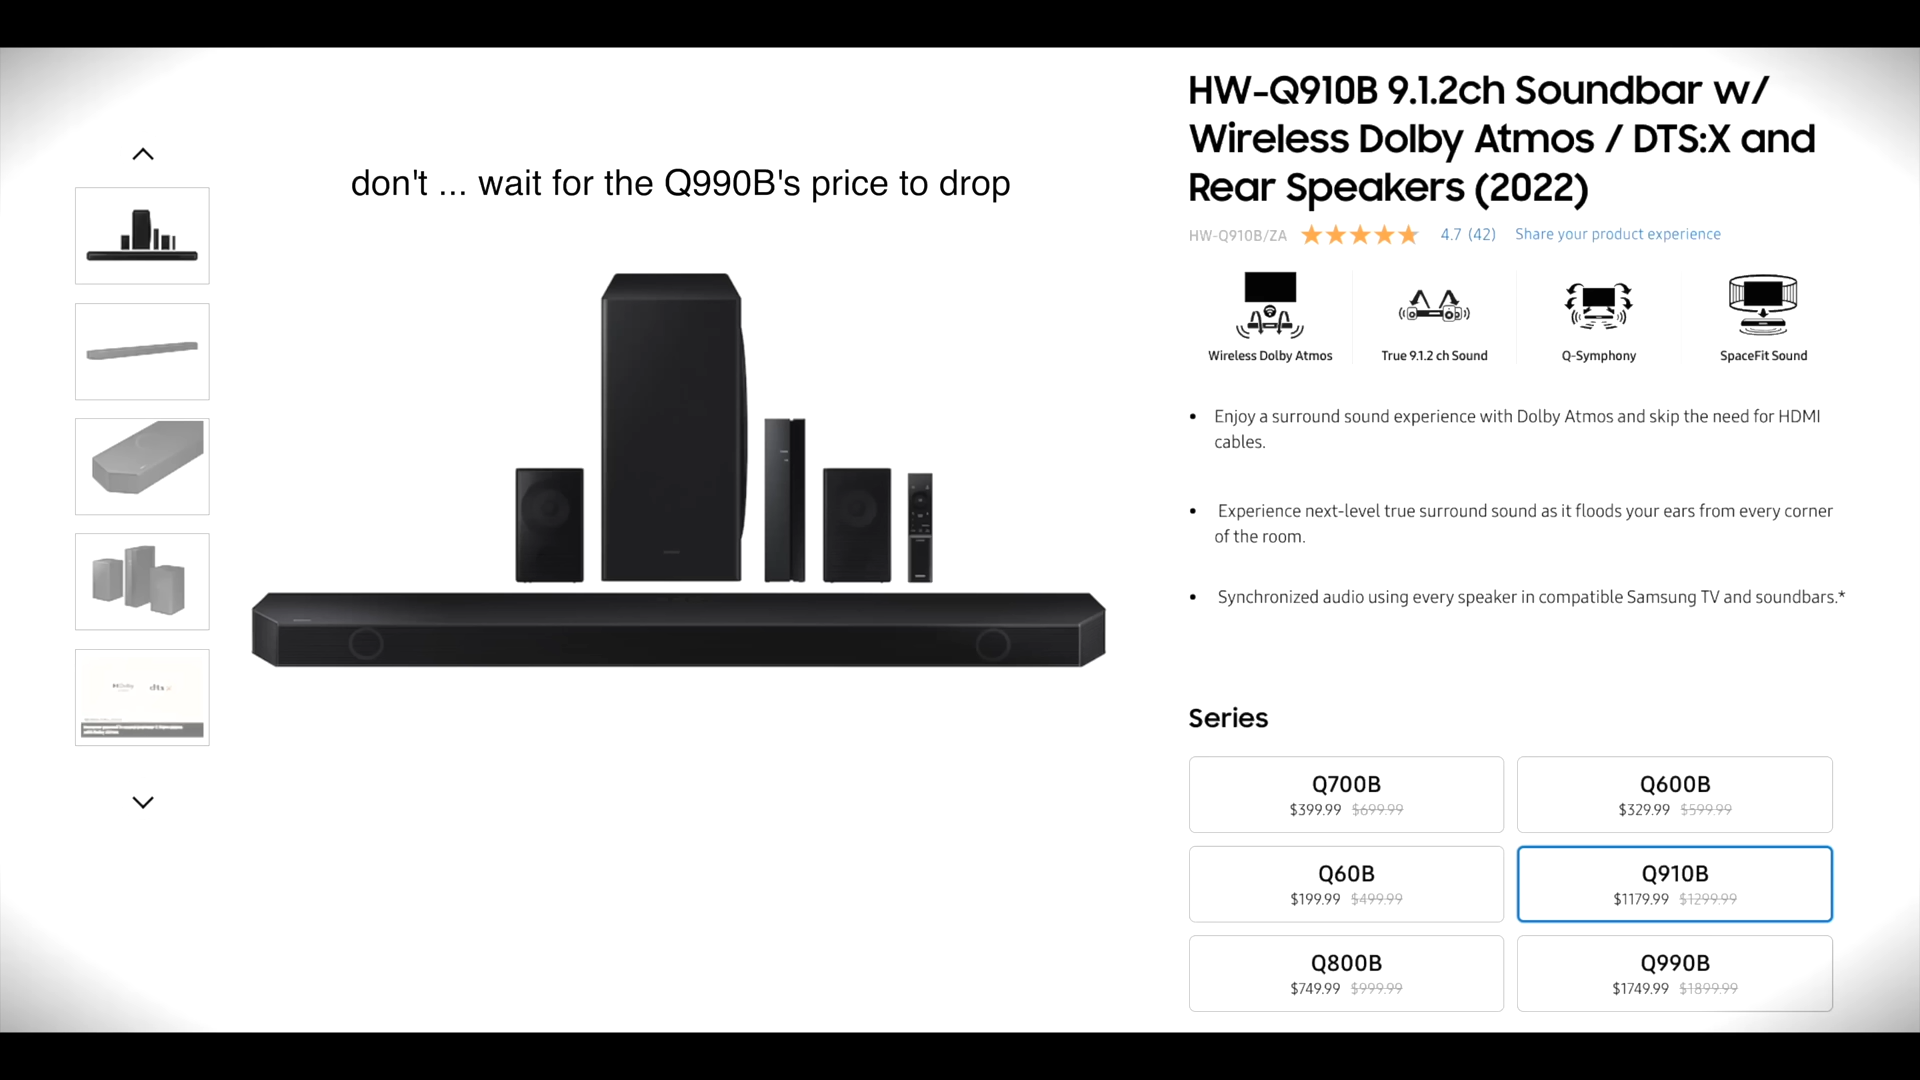 don't ... wait for the Q990B's price to drop
HW-Q910B 9.1.2ch Soundbar w/
Wireless Dolby Atmos / DTS:X and
Rear Speakers (2022)
HW-Q910B/ZA
4.7 (42)
Share your product experience
Wireless Dolby Atmos
True 9.1.2 ch Sound
Q-Symphony
SpaceFit Sound
• Enjoy a surround sound experience with Dolby Atmos and skip the need for HDMI
cables.
• Experience next-level true surround sound as it floods your ears from every corner
of the room.
• Synchronized audio using every speaker in compatible Samsung TV and soundbars.*
Series
Q700B
$399.99 $699.99
Q600B
$329.99 $599.99
Q60B
$199.99 $499.99
Q910B
$1179.99 $1299.99
Q800B
$749.99 $999.99
Q990B
$1749.99 $1899.99